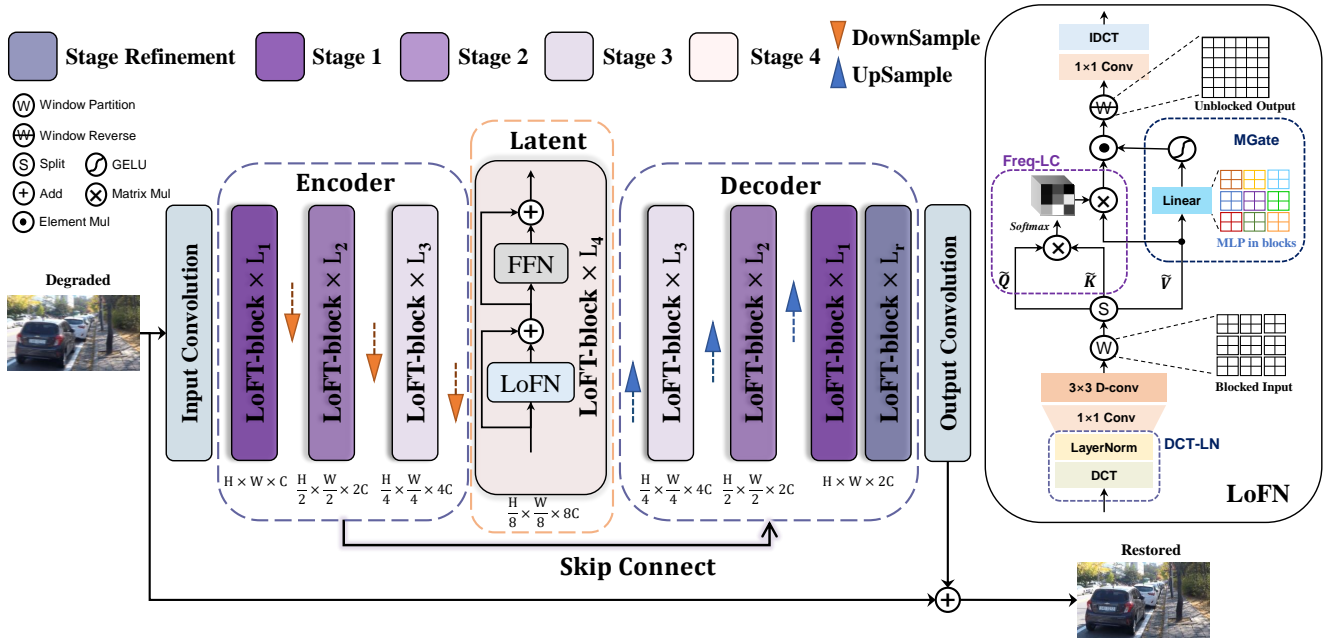 Stage Refinement
Stage 1
Stage 2
Stage 3
Stage 4
DownSample
UpSample
W Window Partition
W Window Reverse
S Split
GELU
+ Add
× Matrix Mul
Element Mul
Degraded
Input Convolution
Encoder
LoFT-block × L₁
LoFT-block × L₂
LoFT-block × L₃
H × W × C
H/2 × W/2 × 2C
H/4 × W/4 × 4C
Latent
+
FFN
+
LoFN
LoFT-block × L₄
H/8 × W/8 × 8C
Decoder
LoFT-block × L₃
LoFT-block × L₂
LoFT-block × L₁
LoFT-block × Lᵣ
H/4 × W/4 × 4C
H/2 × W/2 × 2C
H × W × 2C
Output Convolution
Skip Connect
+
Restored
IDCT
1×1 Conv
W
Unblocked Output
MGate
Freq-LC
Linear
MLP in blocks
Softmax
×
×
Q̃
K̃
Ṽ
S
W
Blocked Input
3×3 D-conv
1×1 Conv
LayerNorm
DCT-LN
DCT
LoFN